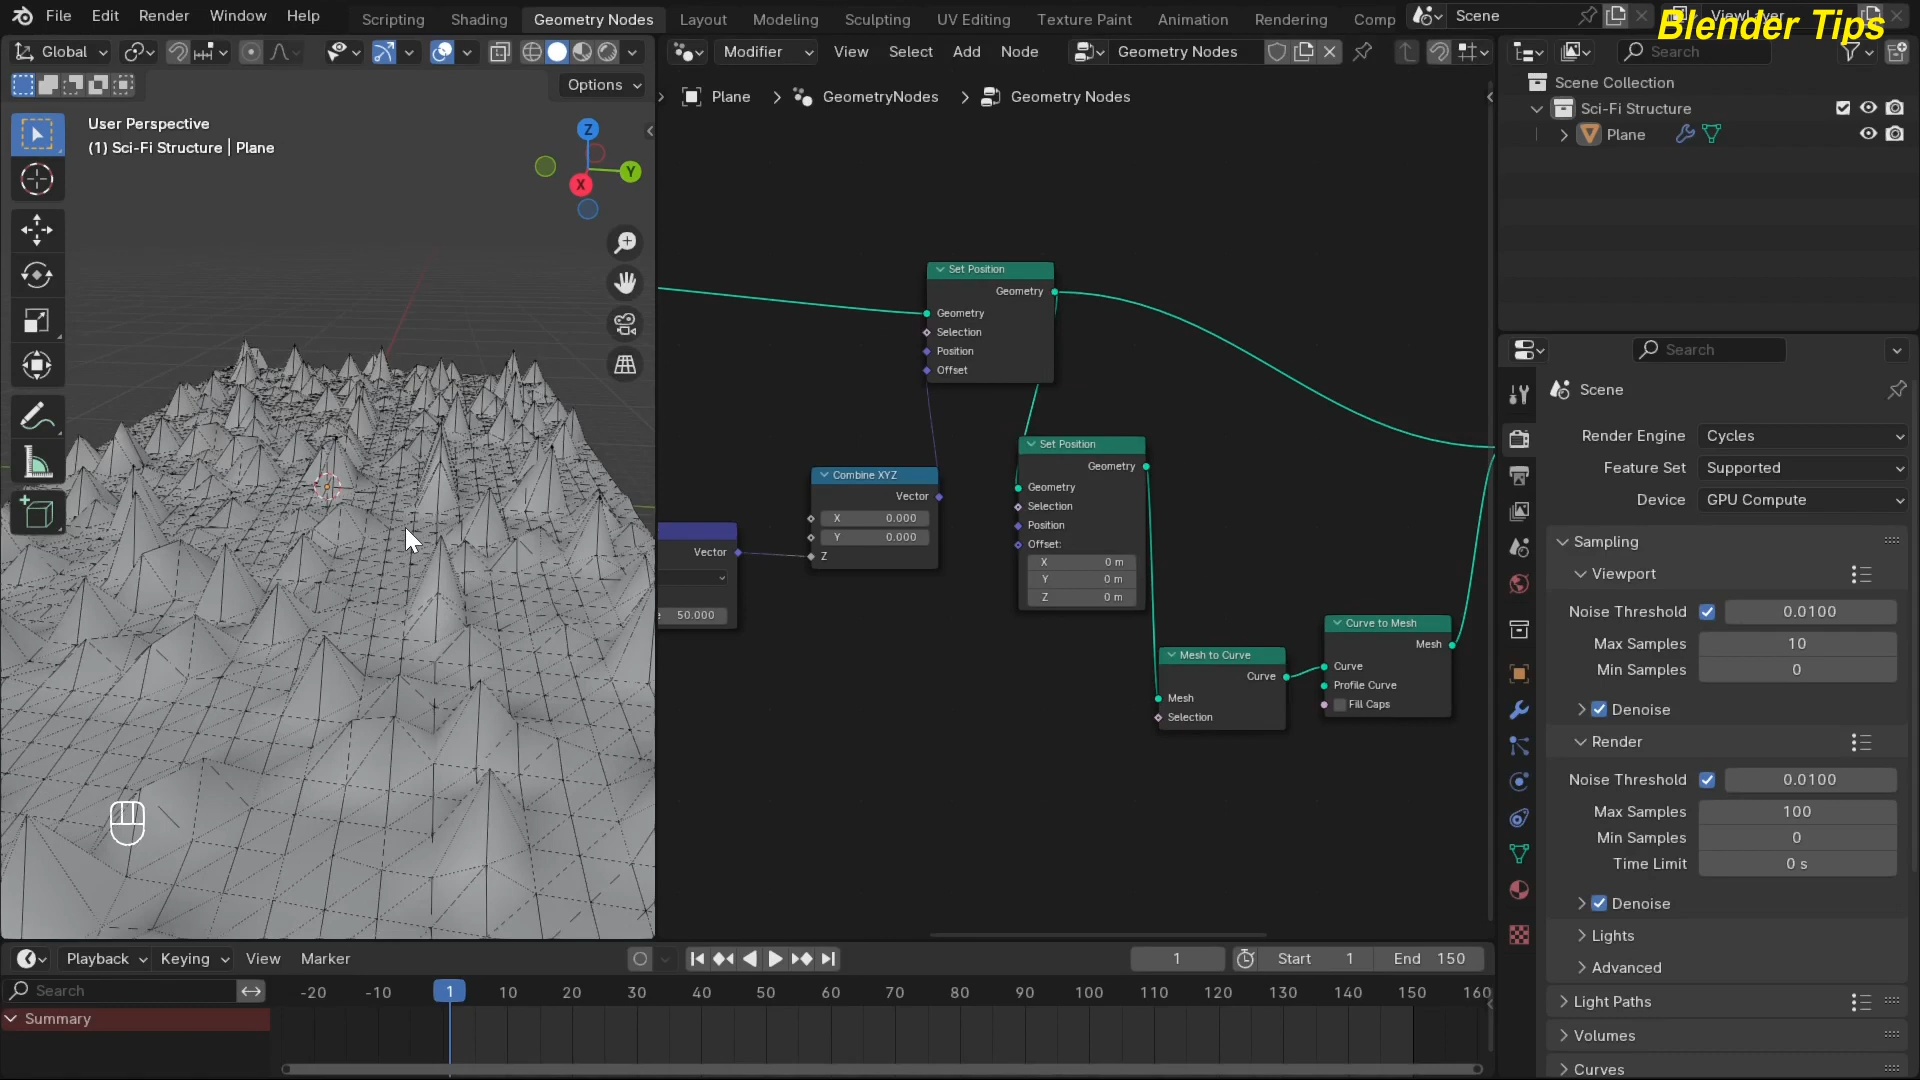 File Edit Render Window Help Scripting Shading Geometry Nodes Layout Modeling Sculpting UV Editing Texture Paint Animation Rendering Comp Scene ViewLayer
Blender Tips
Global
Options
Modifier View Select Add Node Geometry Nodes
Search
Plane GeometryNodes Geometry Nodes
Scene Collection
Sci-Fi Structure
Plane
User Perspective
(1) Sci-Fi Structure | Plane
Z
Y
X
Set Position
Geometry
Geometry
Selection
Position
Offset
Combine XYZ
Vector
X 0.000
Y 0.000
Z
Vector
50.000
Set Position
Geometry
Geometry
Selection
Position
Offset:
X 0 m
Y 0 m
Z 0 m
Mesh to Curve
Curve
Mesh
Selection
Curve to Mesh
Mesh
Curve
Profile Curve
Fill Caps
Search
Scene
Render Engine Cycles
Feature Set Supported
Device GPU Compute
Sampling
Viewport
Noise Threshold 0.0100
Max Samples 10
Min Samples 0
Denoise
Render
Noise Threshold 0.0100
Max Samples 100
Min Samples 0
Time Limit 0 s
Denoise
Lights
Advanced
Light Paths
Volumes
Curves
Playback Keying View Marker
1 Start 1 End 150
Search
-20 -10 1 10 20 30 40 50 60 70 80 90 100 110 120 130 140 150 160
Summary